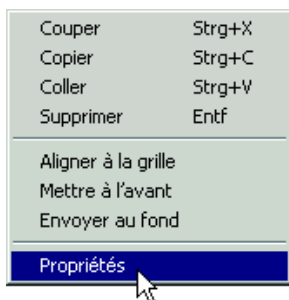 Couper Strg+X
Copier Strg+C
Coller Strg+V
Supprimer Entf
Aligner à la grille
Mettre à l'avant
Envoyer au fond
Propriétés